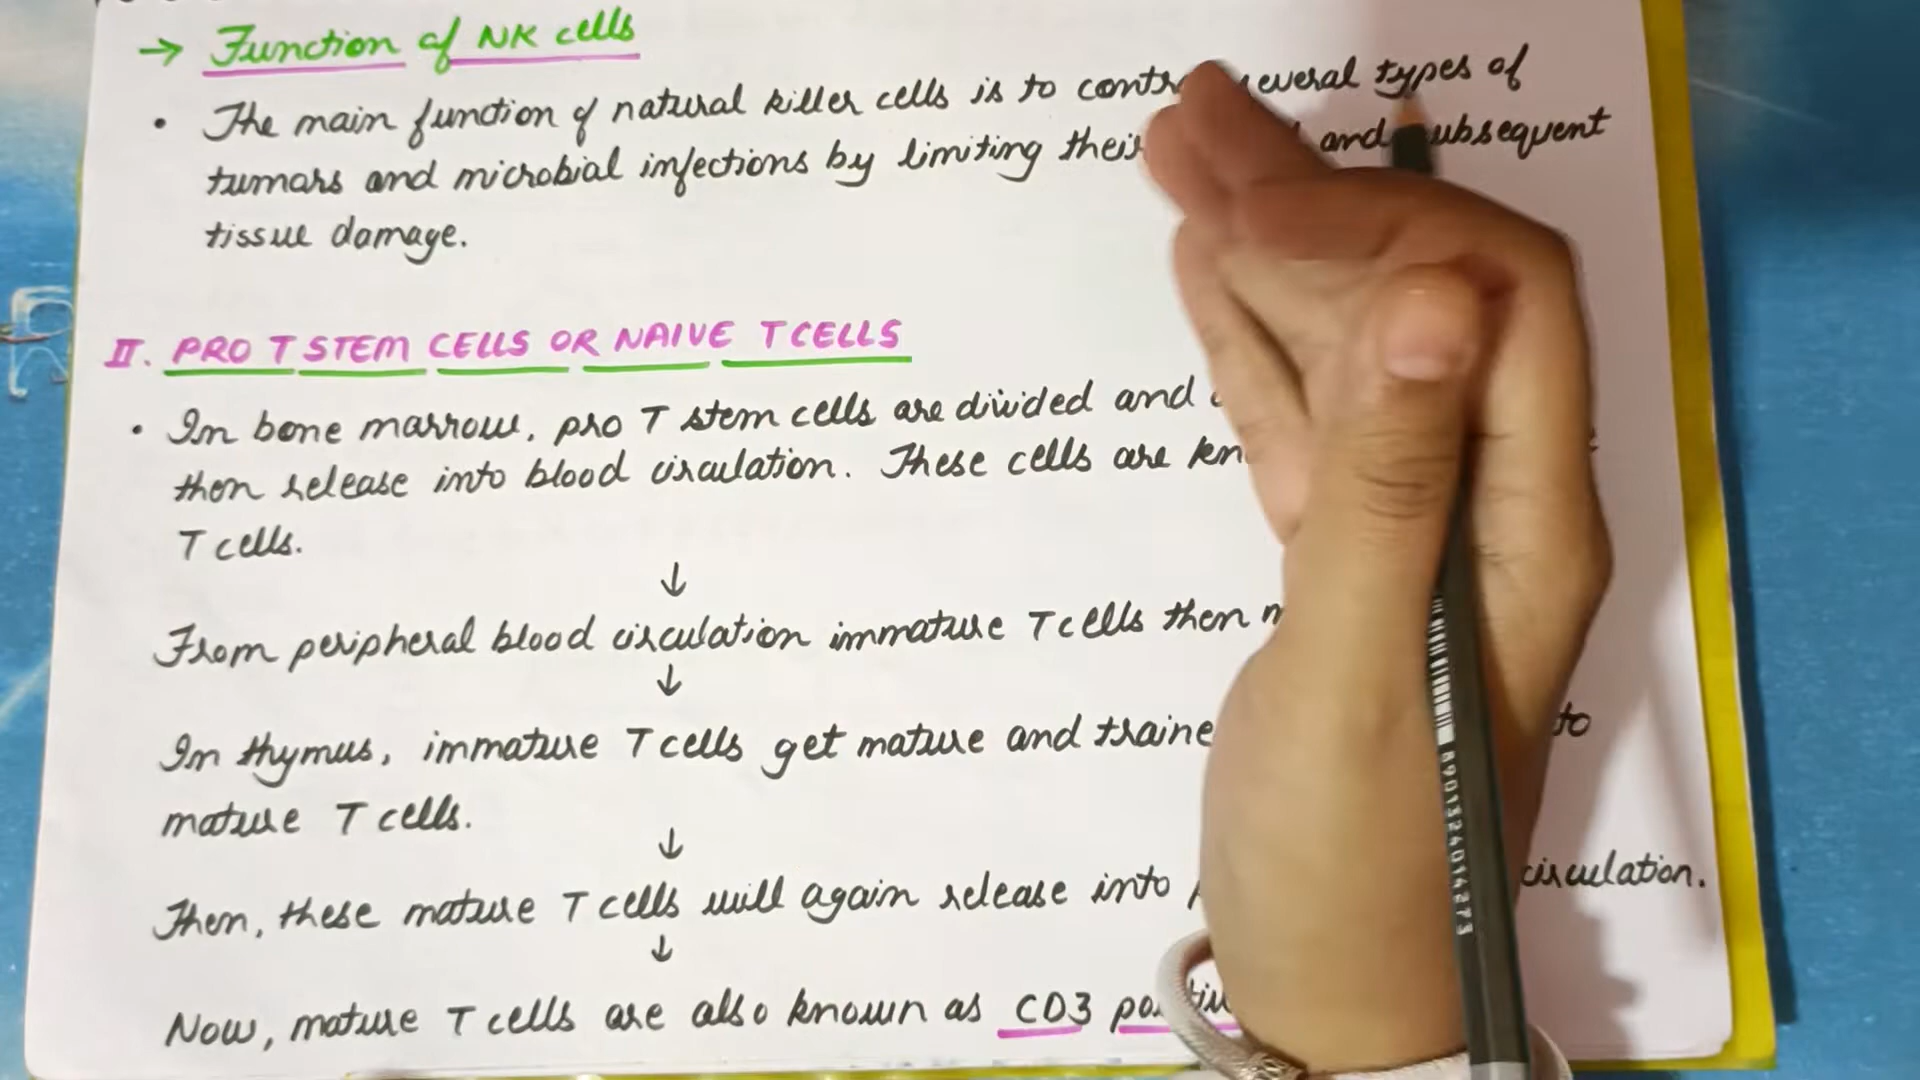 → Function of NK cells
• The main function of natural killer cells is to several types of
tumars and microbial infections by limiting their and subsequent
tissue damage.
II. PRO T STEM CELLS OR NAIVE T CELLS
• In bone marrow, pro T stem cells are divided and
then release into blood circulation. These cells are
T cells.
↓
From peripheral blood circulation immature T cells then
↓
In thymus, immature T cells get mature and to
mature T cells.
↓
Then, these mature T cells will again release into circulation.
↓
Now, mature T cells are also known as CD3
8901324014273